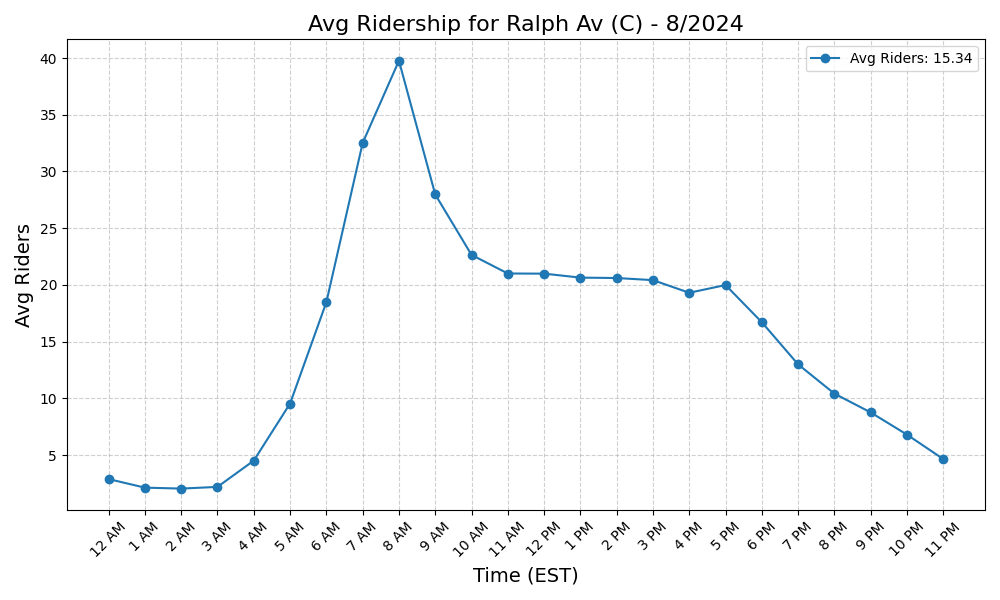 Avg Ridership for Ralph Av (C) - 8/2024
Avg Riders: 15.34
Avg Riders
40
35
30
25
20
15
10
5
12 AM
1 AM
2 AM
3 AM
4 AM
5 AM
6 AM
7 AM
8 AM
9 AM
10 AM
11 AM
12 PM
1 PM
2 PM
3 PM
4 PM
5 PM
6 PM
7 PM
8 PM
9 PM
10 PM
11 PM
Time (EST)